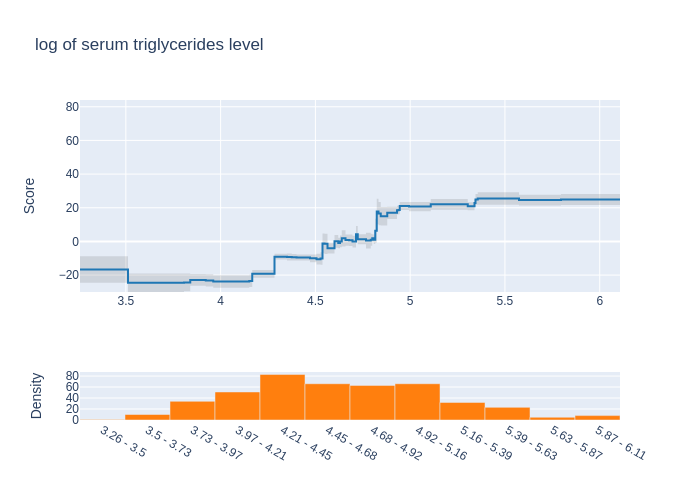 log of serum triglycerides level
80
60
40
20
0
−20
Score
3.5 4 4.5 5 5.5 6
80
60
40
20
0
Density
3.26 - 3.5 3.5 - 3.73 3.73 - 3.97 3.97 - 4.21 4.21 - 4.45 4.45 - 4.68 4.68 - 4.92 4.92 - 5.16 5.16 - 5.39 5.39 - 5.63 5.63 - 5.87 5.87 - 6.11